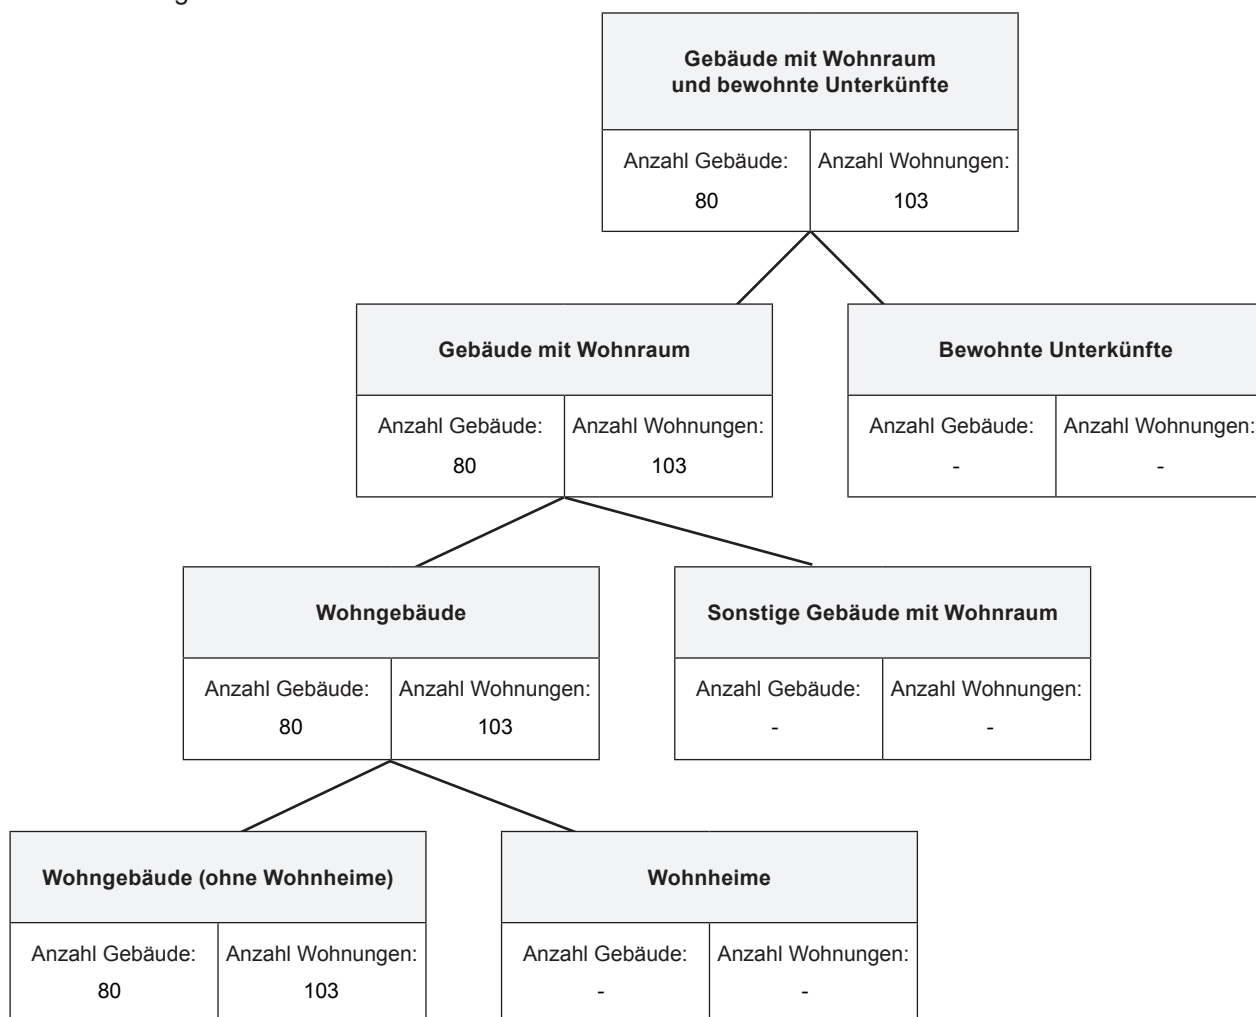 Gebäude mit Wohnraum
und bewohnte Unterkünfte
Anzahl Gebäude: Anzahl Wohnungen:
80 103
Gebäude mit Wohnraum Bewohnte Unterkünfte
Anzahl Gebäude: Anzahl Wohnungen: Anzahl Gebäude: Anzahl Wohnungen:
80 103 - -
Wohngebäude Sonstige Gebäude mit Wohnraum
Anzahl Gebäude: Anzahl Wohnungen: Anzahl Gebäude: Anzahl Wohnungen:
80 103 - -
Wohngebäude (ohne Wohnheime) Wohnheime
Anzahl Gebäude: Anzahl Wohnungen: Anzahl Gebäude: Anzahl Wohnungen:
80 103 - -